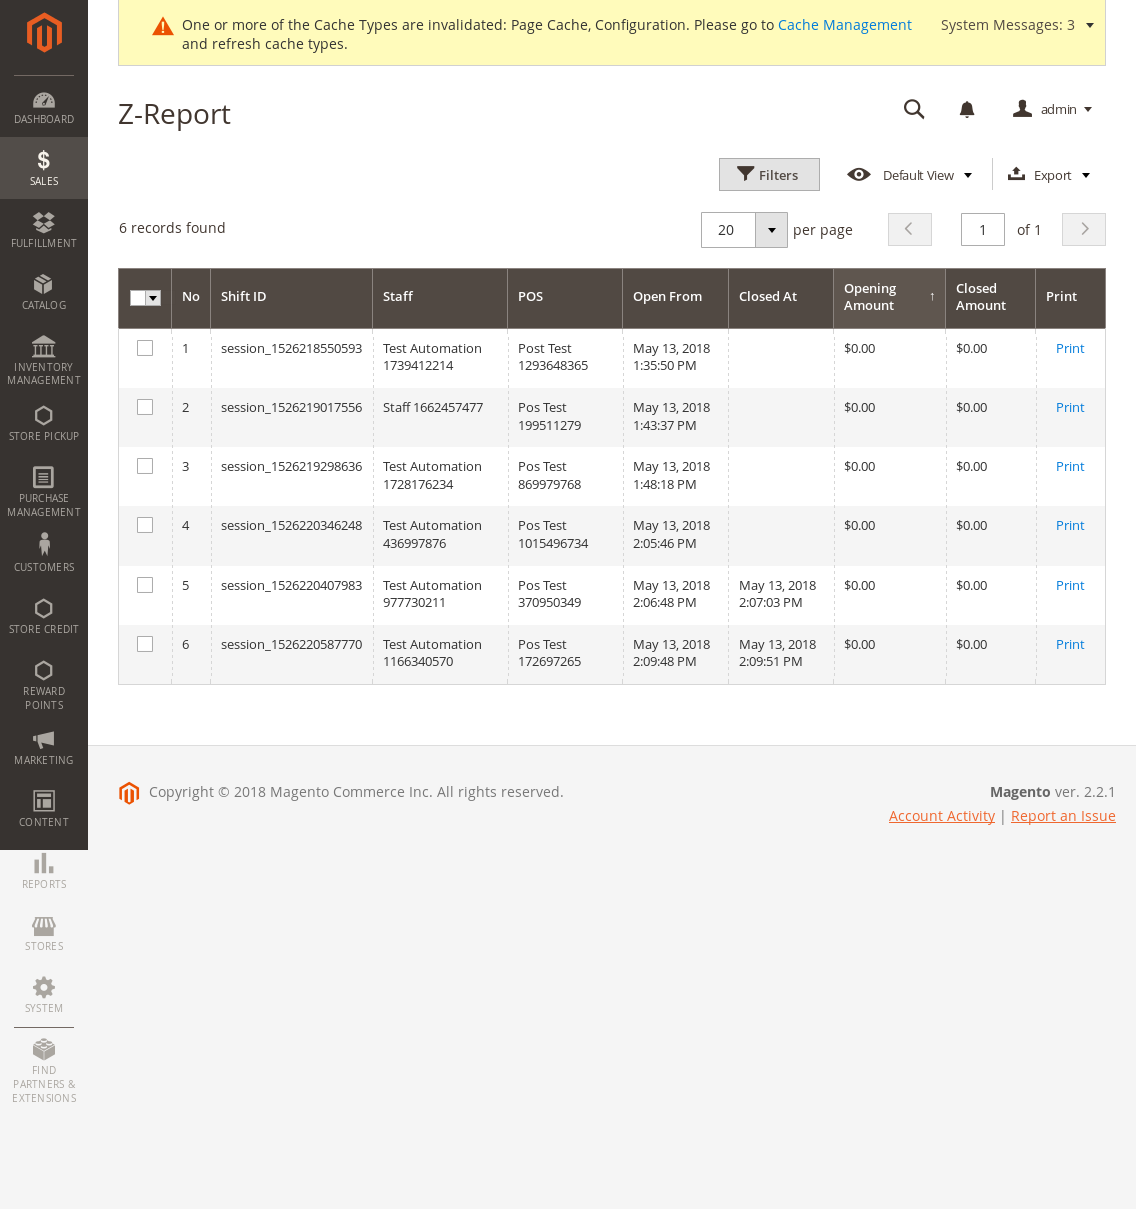 One or more of the Cache Types are invalidated: Page Cache, Configuration. Please go to Cache Management
and refresh cache types.
System Messages: 3
DASHBOARD
SALES
FULFILLMENT
CATALOG
INVENTORY
MANAGEMENT
STORE PICKUP
PURCHASE
MANAGEMENT
CUSTOMERS
STORE CREDIT
REWARD
POINTS
MARKETING
CONTENT
REPORTS
STORES
SYSTEM
FIND
PARTNERS &
EXTENSIONS
Z-Report
admin
Filters
Default View
Export
6 records found
20 per page
1 of 1
No Shift ID Staff POS Open From Closed At Opening Amount ↑ Closed Amount Print
1 session_1526218550593 Test Automation Post Test May 13, 2018 $0.00 $0.00 Print
1739412214 1293648365 1:35:50 PM
2 session_1526219017556 Staff 1662457477 Pos Test May 13, 2018 $0.00 $0.00 Print
199511279 1:43:37 PM
3 session_1526219298636 Test Automation Pos Test May 13, 2018 $0.00 $0.00 Print
1728176234 869979768 1:48:18 PM
4 session_1526220346248 Test Automation Pos Test May 13, 2018 $0.00 $0.00 Print
436997876 1015496734 2:05:46 PM
5 session_1526220407983 Test Automation Pos Test May 13, 2018 May 13, 2018 $0.00 $0.00 Print
977730211 370950349 2:06:48 PM 2:07:03 PM
6 session_1526220587770 Test Automation Pos Test May 13, 2018 May 13, 2018 $0.00 $0.00 Print
1166340570 172697265 2:09:48 PM 2:09:51 PM
Copyright © 2018 Magento Commerce Inc. All rights reserved.
Magento ver. 2.2.1
Account Activity | Report an Issue